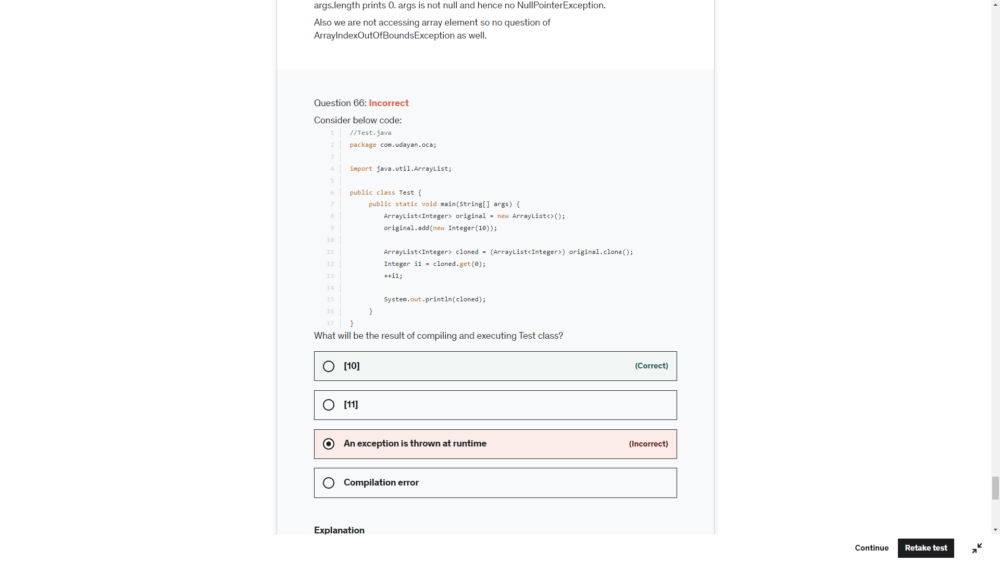 args.length prints 0. args is not null and hence no NullPointerException.
Also we are not accessing array element so no question of
ArrayIndexOutOfBoundsException as well.
Question 66: Incorrect
Consider below code:
1 //Test.java
2 package com.udayan.oca;
3
4 import java.util.ArrayList;
5
6 public class Test {
7 public static void main(String[] args) {
8 ArrayList<Integer> original = new ArrayList<>();
9 original.add(new Integer(10));
10
11 ArrayList<Integer> cloned = (ArrayList<Integer>) original.clone();
12 Integer i1 = cloned.get(0);
13 ++i1;
14
15 System.out.println(cloned);
16 }
17 }
What will be the result of compiling and executing Test class?
[10] (Correct)
[11]
An exception is thrown at runtime (Incorrect)
Compilation error
Explanation
Continue Retake test